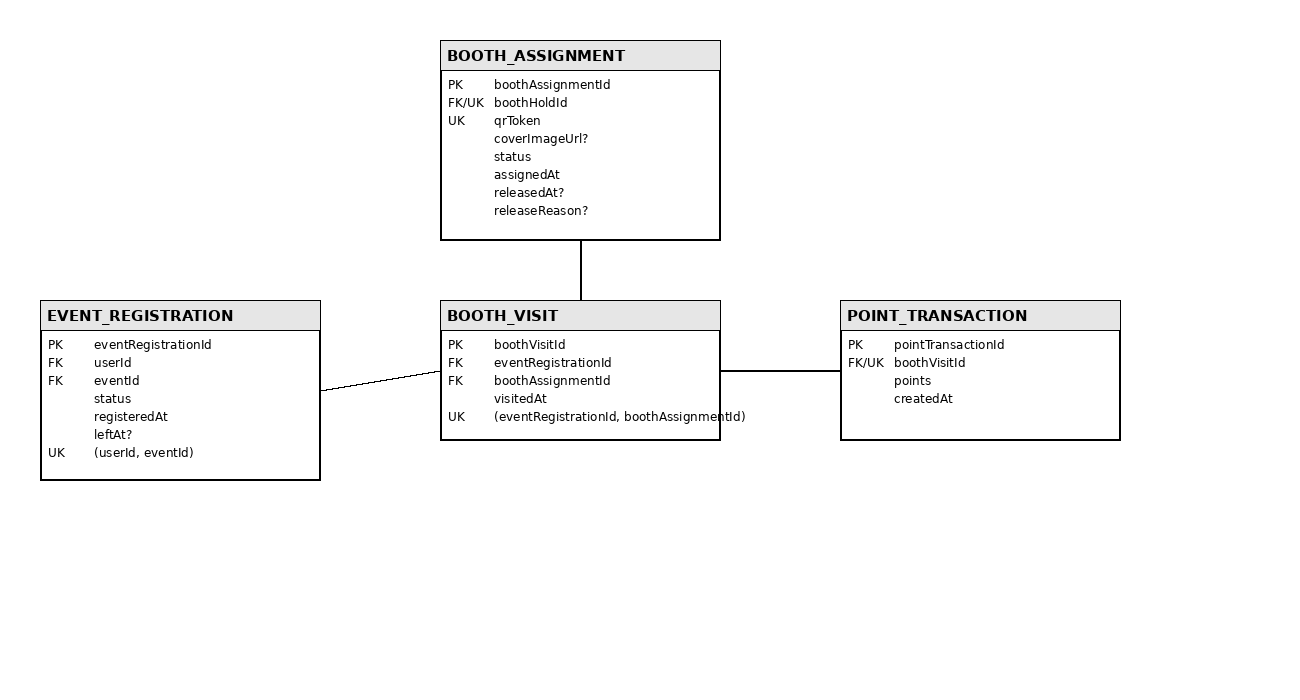 BOOTH_ASSIGNMENT
PK boothAssignmentId
FK/UK boothHoldId
UK qrToken
coverImageUrl?
status
assignedAt
releasedAt?
releaseReason?
EVENT_REGISTRATION
PK eventRegistrationId
FK userId
FK eventId
status
registeredAt
leftAt?
UK (userId, eventId)
BOOTH_VISIT
PK boothVisitId
FK eventRegistrationId
FK boothAssignmentId
visitedAt
UK (eventRegistrationId, boothAssignmentId)
POINT_TRANSACTION
PK pointTransactionId
FK/UK boothVisitId
points
createdAt